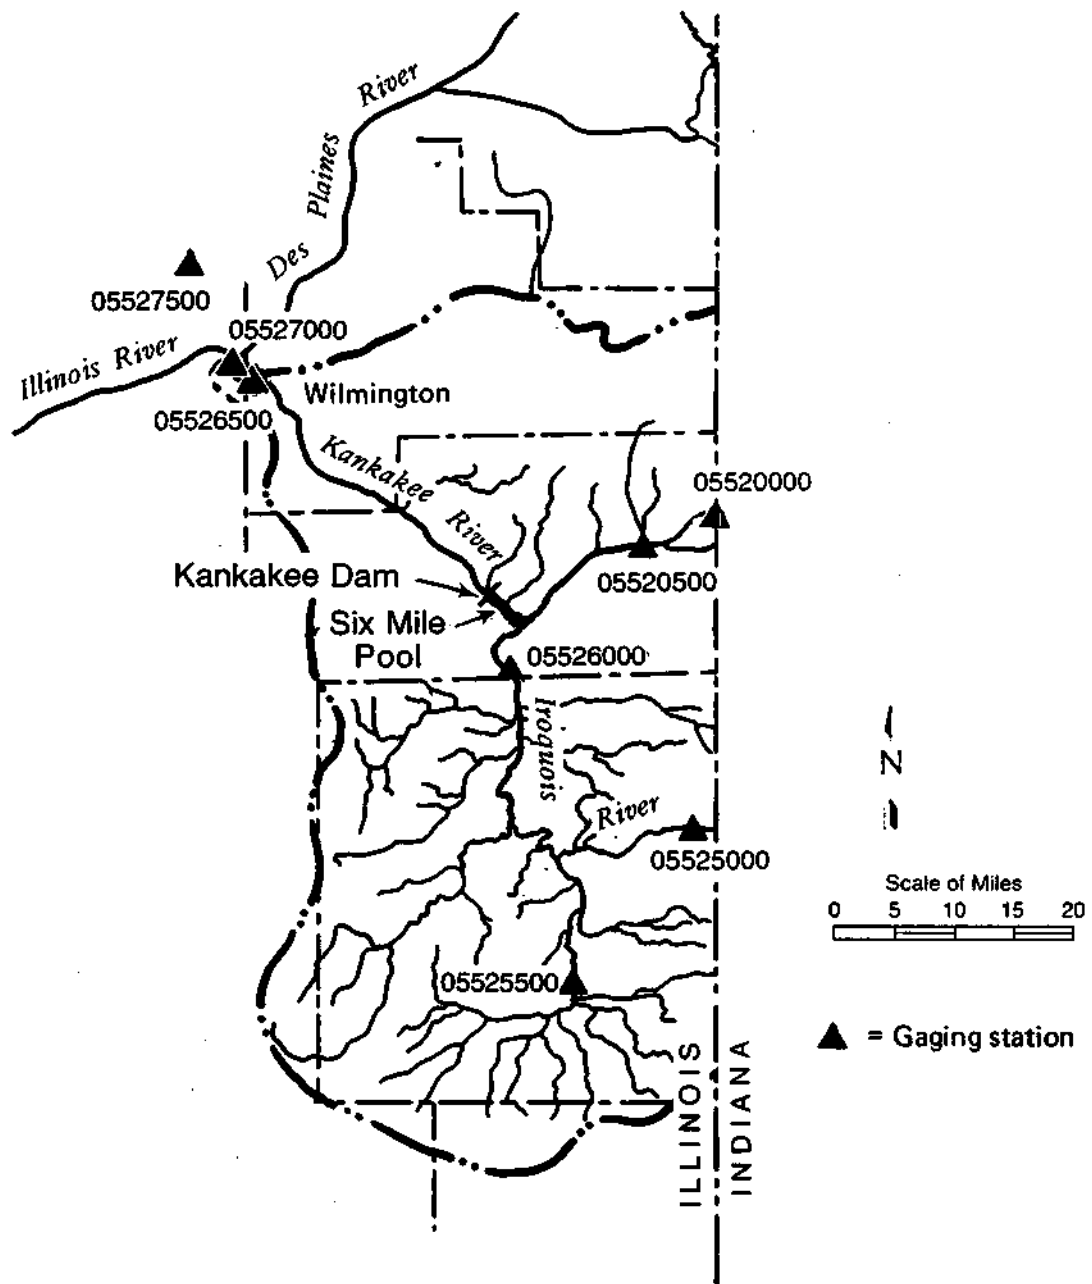 Des Plaines River
05527500
05527000
Illinois River
Wilmington
05526500
Kankakee River
05520000
Kankakee Dam
05520500
Six Mile
Pool
05526000
Iroquois River
N
05525000
Scale of Miles
0 5 10 15 20
05525500
▲ = Gaging station
ILLINOIS
INDIANA